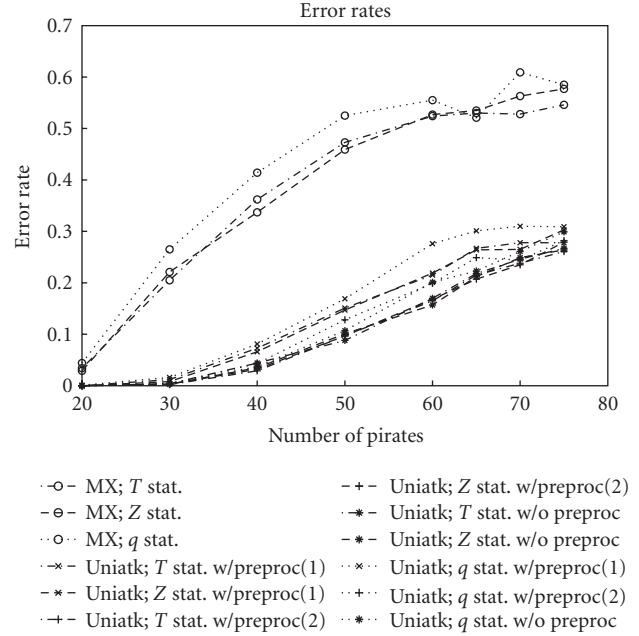 Error rates
0.7
0.6
0.5
0.4
0.3
0.2
0.1
0
Error rate
20 30 40 50 60 70 80
Number of pirates
MX; T stat.
MX; Z stat.
MX; q stat.
Uniatk; T stat. w/preproc(1)
Uniatk; Z stat. w/preproc(1)
Uniatk; T stat. w/preproc(2)
Uniatk; Z stat. w/preproc(2)
Uniatk; T stat. w/o preproc
Uniatk; Z stat. w/o preproc
Uniatk; q stat. w/preproc(1)
Uniatk; q stat. w/preproc(2)
Uniatk; q stat. w/o preproc